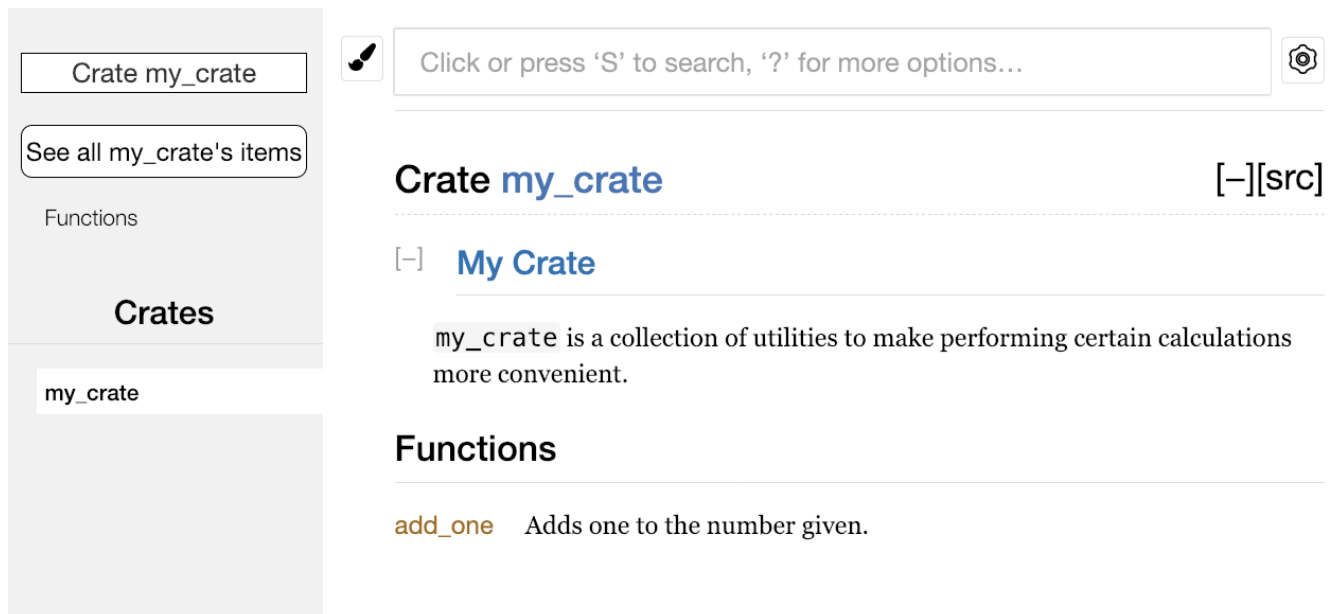 Crate my_crate
See all my_crate's items
Functions
Crates
my_crate
Click or press ‘S’ to search, ‘?’ for more options…
Crate my_crate
[−][src]
[−]
My Crate
my_crate is a collection of utilities to make performing certain calculations
more convenient.
Functions
add_one Adds one to the number given.